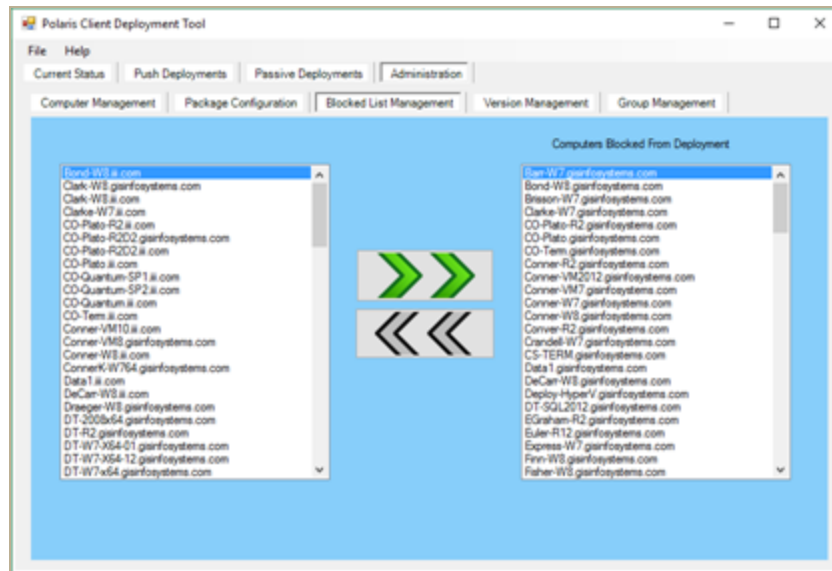 Polaris Client Deployment Tool
File Help
Current Status Push Deployments Passive Deployments Administration
Computer Management Package Configuration Blocked List Management Version Management Group Management
Computers Blocked From Deployment
Bond-W8.iii.com
Clark-W8.gisinfosystems.com
Clark-W8.iii.com
Clarke-W7.iii.com
CO-Plato-R2.iii.com
CO-Plato-R2D2.gisinfosystems.com
CO-Plato-R2D2.iii.com
CO-Plato.iii.com
CO-Quantum-SP1.iii.com
CO-Quantum-SP2.iii.com
CO-Quantum.iii.com
CO-Term.iii.com
Conner-VM10.iii.com
Conner-VM8.gisinfosystems.com
Conner-W8.iii.com
ConnerK-W764.gisinfosystems.com
Data1.iii.com
DeCarr-W8.iii.com
Draeger-W8.gisinfosystems.com
DT-2008x64.gisinfosystems.com
DT-R2.gisinfosystems.com
DT-W7-X64-01.gisinfosystems.com
DT-W7-X64-12.gisinfosystems.com
DT-W7-x64.gisinfosystems.com
Barr-W7.gisinfosystems.com
Bond-W8.gisinfosystems.com
Brisson-W7.gisinfosystems.com
Clarke-W7.gisinfosystems.com
CO-Plato-R2.gisinfosystems.com
CO-Plato.gisinfosystems.com
CO-Term.gisinfosystems.com
Conner-R2.gisinfosystems.com
Conner-VM2012.gisinfosystems.com
Conner-VM7.gisinfosystems.com
Conner-W7.gisinfosystems.com
Conner-W8.gisinfosystems.com
Conver-R2.gisinfosystems.com
Crandell-W7.gisinfosystems.com
CS-TERM.gisinfosystems.com
Data1.gisinfosystems.com
DeCarr-W8.gisinfosystems.com
Deploy-HyperV.gisinfosystems.com
DT-SQL2012.gisinfosystems.com
EGraham-R2.gisinfosystems.com
Euler-R12.gisinfosystems.com
Express-W7.gisinfosystems.com
Finn-W8.gisinfosystems.com
Fisher-W8.gisinfosystems.com